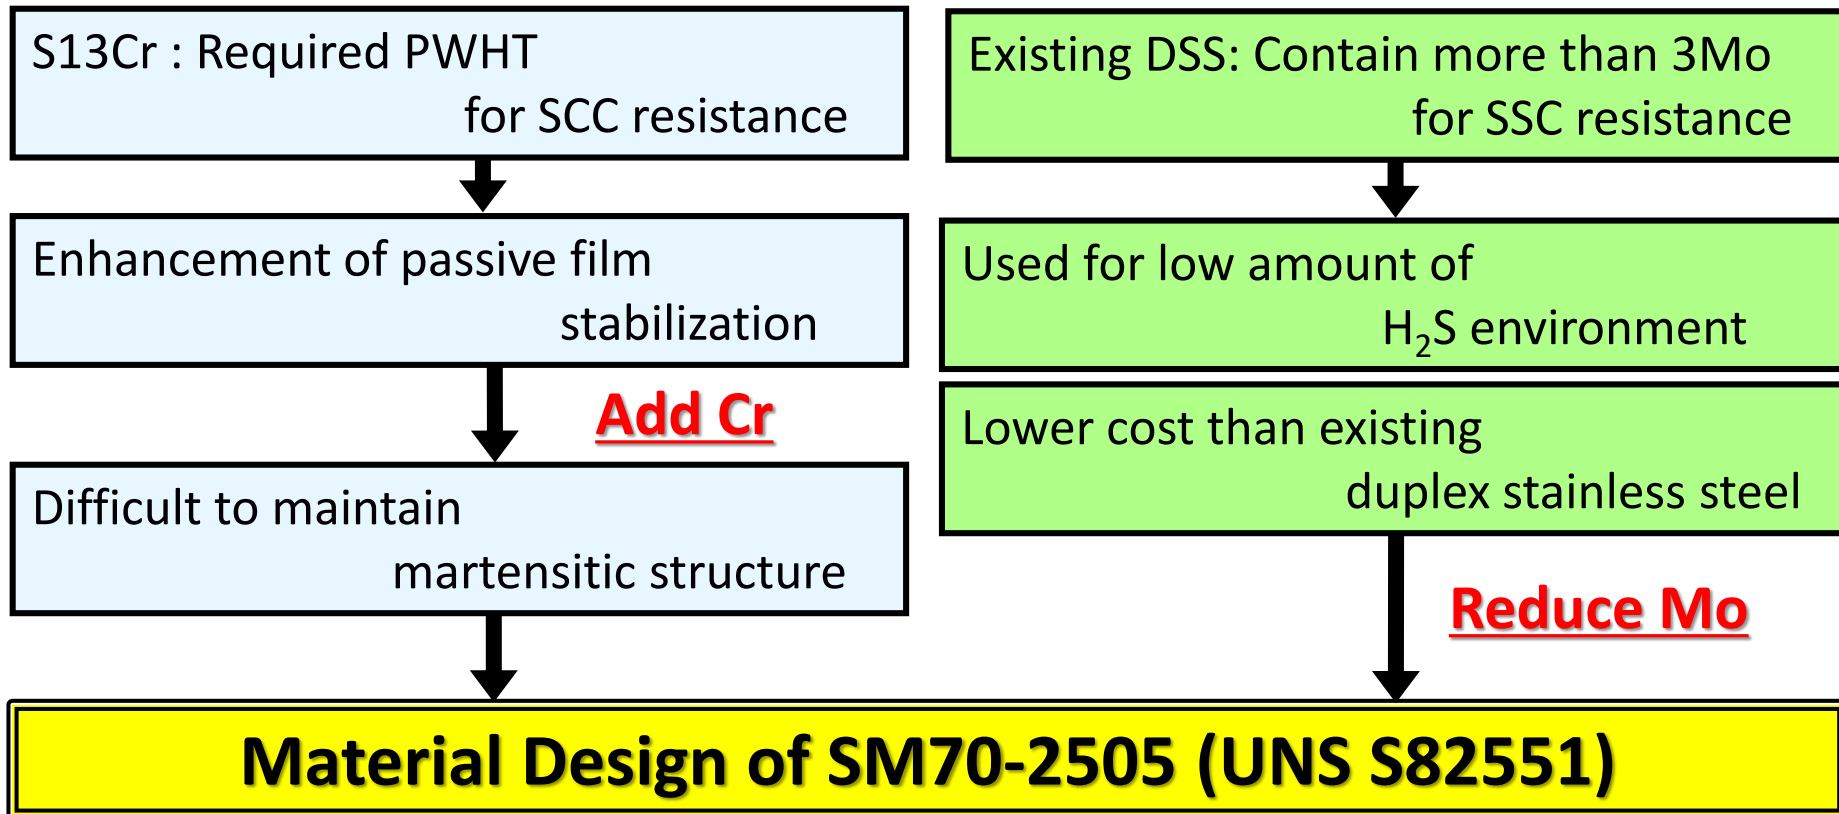 S13Cr : Required PWHT
for SCC resistance
Enhancement of passive film
stabilization
Add Cr
Difficult to maintain
martensitic structure
Existing DSS: Contain more than 3Mo
for SSC resistance
Used for low amount of
H₂S environment
Lower cost than existing
duplex stainless steel
Reduce Mo
Material Design of SM70-2505 (UNS S82551)